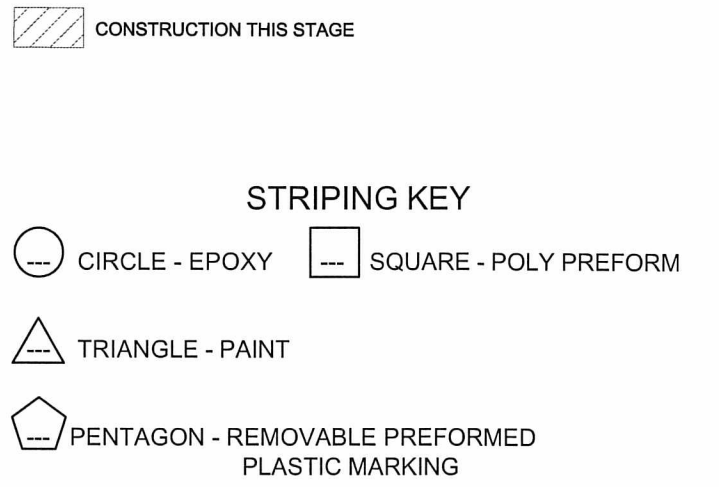 CONSTRUCTION THIS STAGE
STRIPING KEY
--- CIRCLE - EPOXY --- SQUARE - POLY PREFORM
--- TRIANGLE - PAINT
--- PENTAGON - REMOVABLE PREFORMED
PLASTIC MARKING